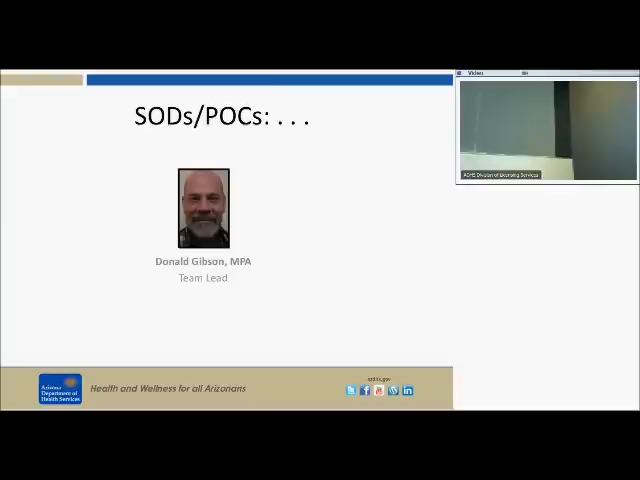 SODs/POCs: . . .
Donald Gibson, MPA
Team Lead
Arizona
Department of
Health Services
Health and Wellness for all Arizonans
azdhs.gov
Video
ADHS Division of Licensing Services